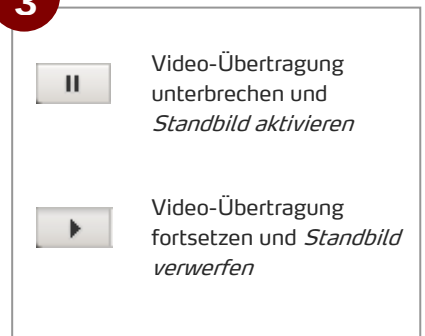 3
Video-Übertragung
unterbrechen und
Standbild aktivieren
Video-Übertragung
fortsetzen und Standbild
verwerfen